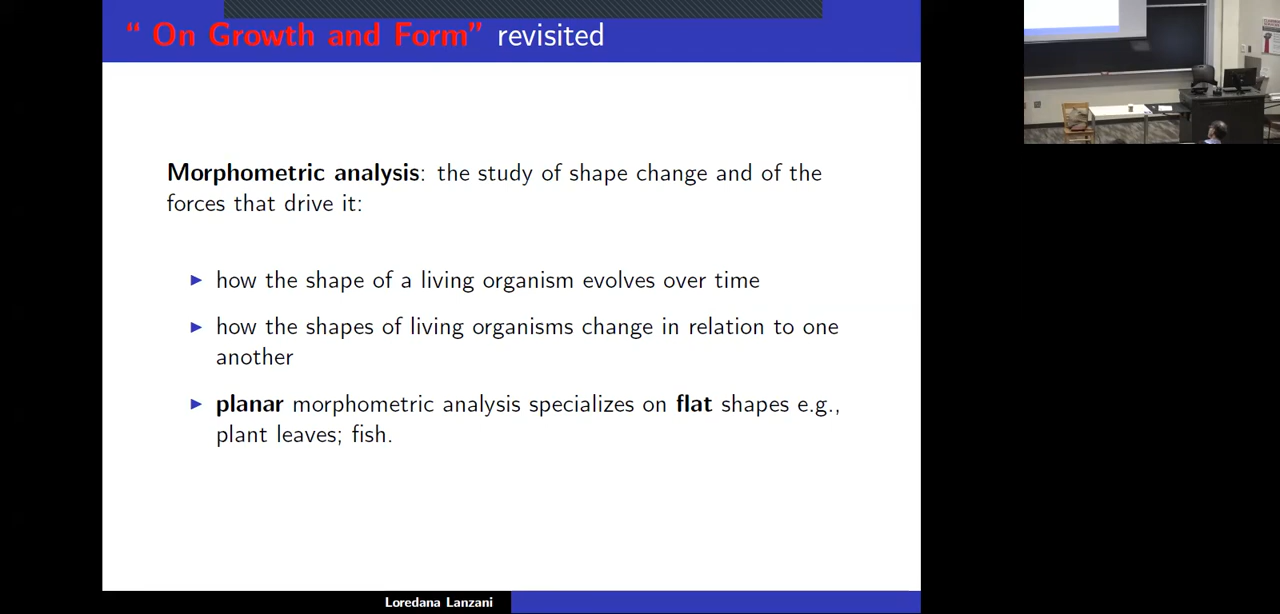 “ On Growth and Form” revisited
Morphometric analysis: the study of shape change and of the
forces that drive it:
▶ how the shape of a living organism evolves over time
▶ how the shapes of living organisms change in relation to one
another
▶ planar morphometric analysis specializes on flat shapes e.g.,
plant leaves; fish.
Loredana Lanzani